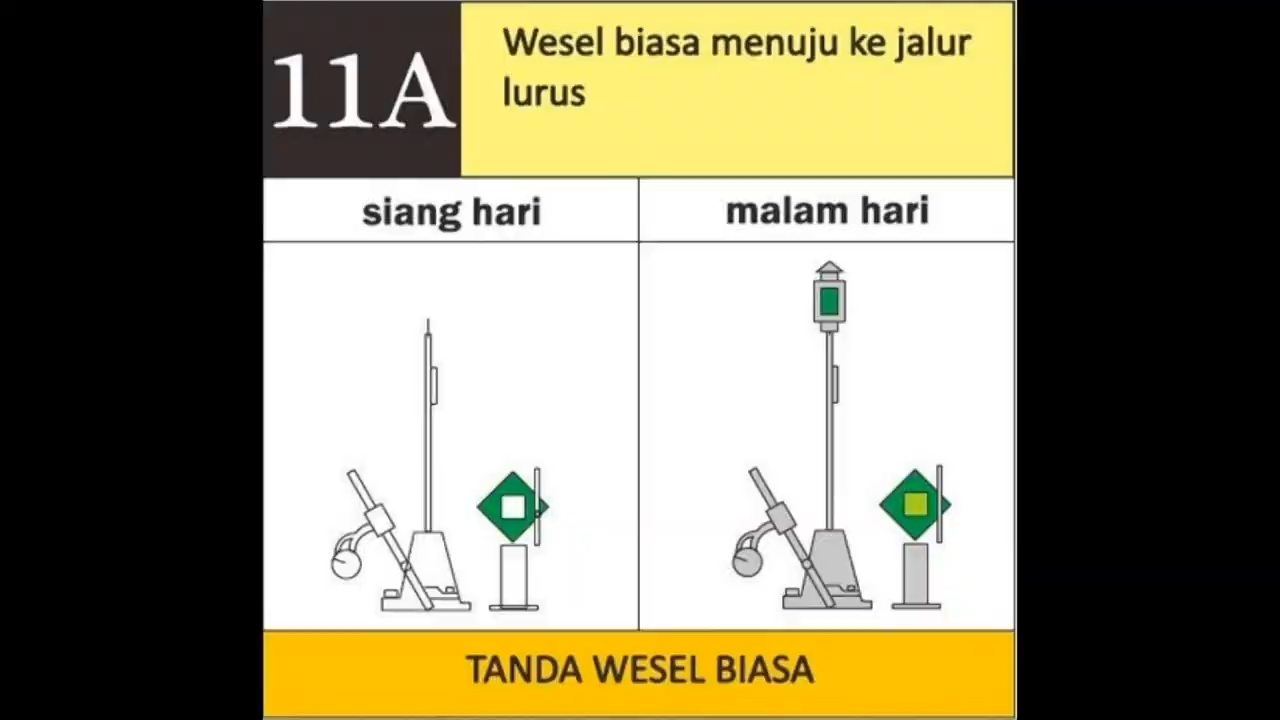 11A
Wesel biasa menuju ke jalur
lurus
siang hari
malam hari
TANDA WESEL BIASA